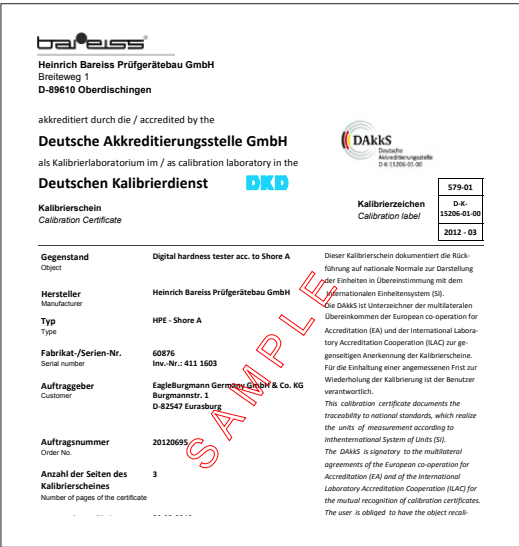 bareiss
Heinrich Bareiss Prüfgerätebau GmbH
Breiteweg 1
D-89610 Oberdischingen
akkreditiert durch die / accredited by the
Deutsche Akkreditierungsstelle GmbH
als Kalibrierlaboratorium im / as calibration laboratory in the
Deutschen Kalibrierdienst DKD
DAkkS
Deutsche
Akkreditierungsstelle
D-K-15206-01-00
Kalibrierschein
Calibration Certificate
Kalibrierzeichen
Calibration label
579-01
D-K-
15206-01-00
2012 - 03
Gegenstand Digital hardness tester acc. to Shore A
Object
Hersteller Heinrich Bareiss Prüfgerätebau GmbH
Manufacturer
Typ HPE - Shore A
Type
Fabrikat-/Serien-Nr. 60876
Serial number Inv.-Nr.: 411 1603
Auftraggeber EagleBurgmann Germany GmbH & Co. KG
Customer Burgmannstr. 1
D-82547 Eurasburg
Auftragsnummer 20120695
Order No.
Anzahl der Seiten des 3
Kalibrierscheines
Number of pages of the certificate
Dieser Kalibrierschein dokumentiert die Rück-
führung auf nationale Normale zur Darstellung
der Einheiten in Übereinstimmung mit dem
Internationalen Einheitensystem (SI).
Die DAkkS ist Unterzeichner der multilateralen
Übereinkommen der European co-operation for
Accreditation (EA) und der International Labora-
tory Accreditation Cooperation (ILAC) zur ge-
genseitigen Anerkennung der Kalibrierscheine.
Für die Einhaltung einer angemessenen Frist zur
Wiederholung der Kalibrierung ist der Benutzer
verantwortlich.
This calibration certificate documents the
traceability to national standards, which realize
the units of measurement according to
Inthenternational System of Units (SI).
The DAkkS is signatory to the multilateral
agreements of the European co-operation for
Accreditation (EA) and of the International
Laboratory Accreditation Cooperation (ILAC) for
the mutual recognition of calibration certificates.
The user is obliged to have the object recali-
SAMPLE